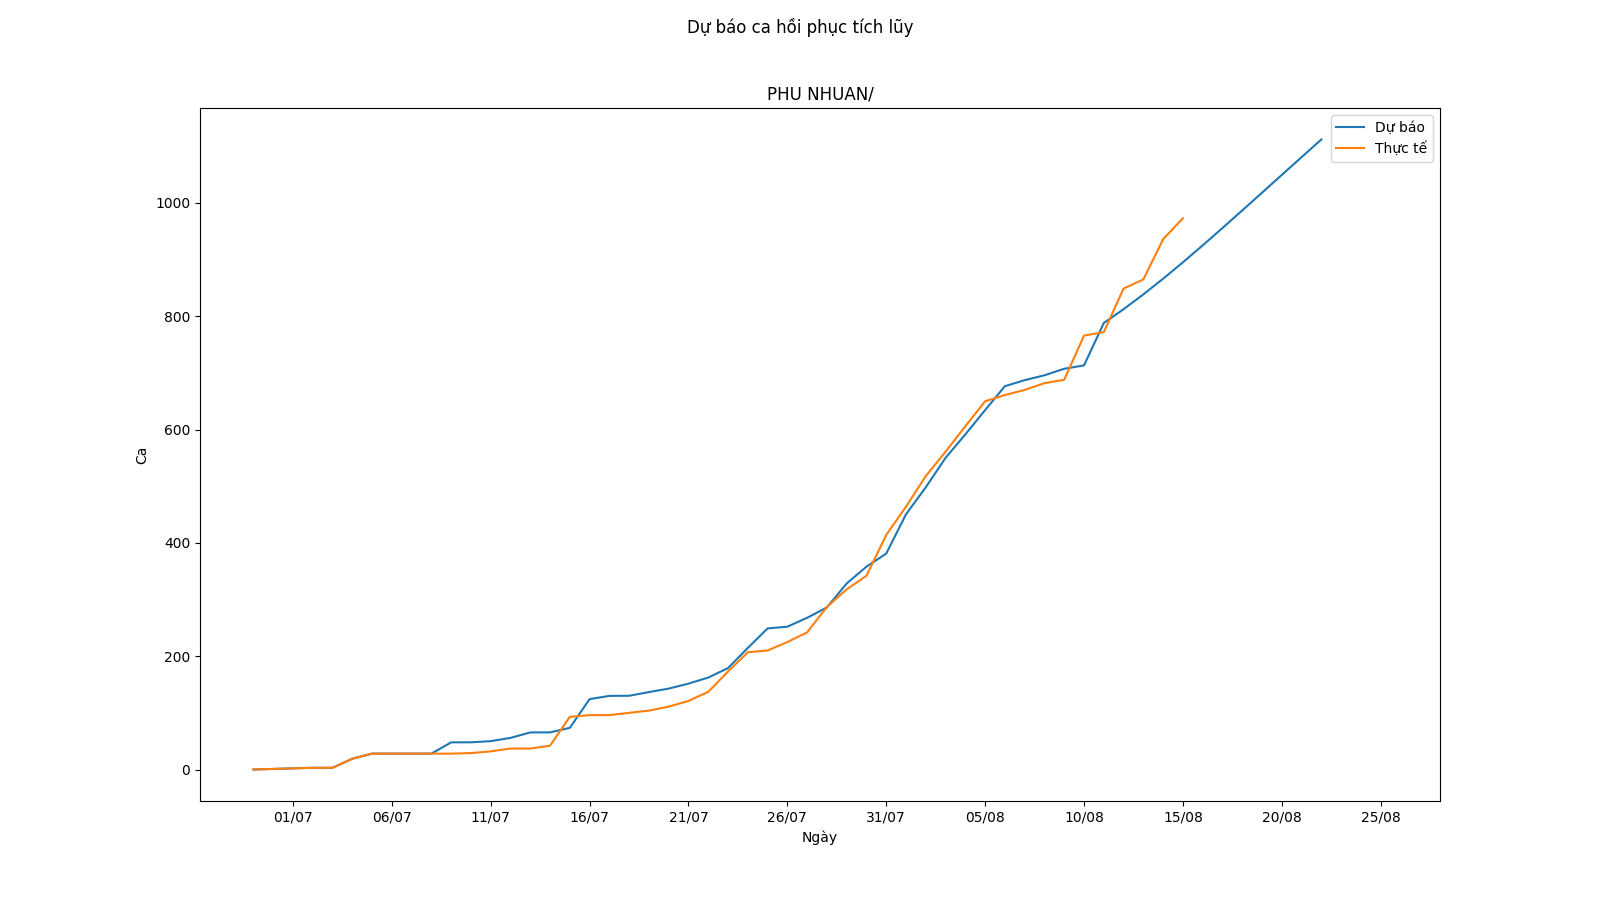 Dự báo ca hồi phục tích lũy
PHU NHUAN/
Dự báo
Thực tế
1000
800
600
400
200
0
Ca
01/07 06/07 11/07 16/07 21/07 26/07 31/07 05/08 10/08 15/08 20/08 25/08
Ngày